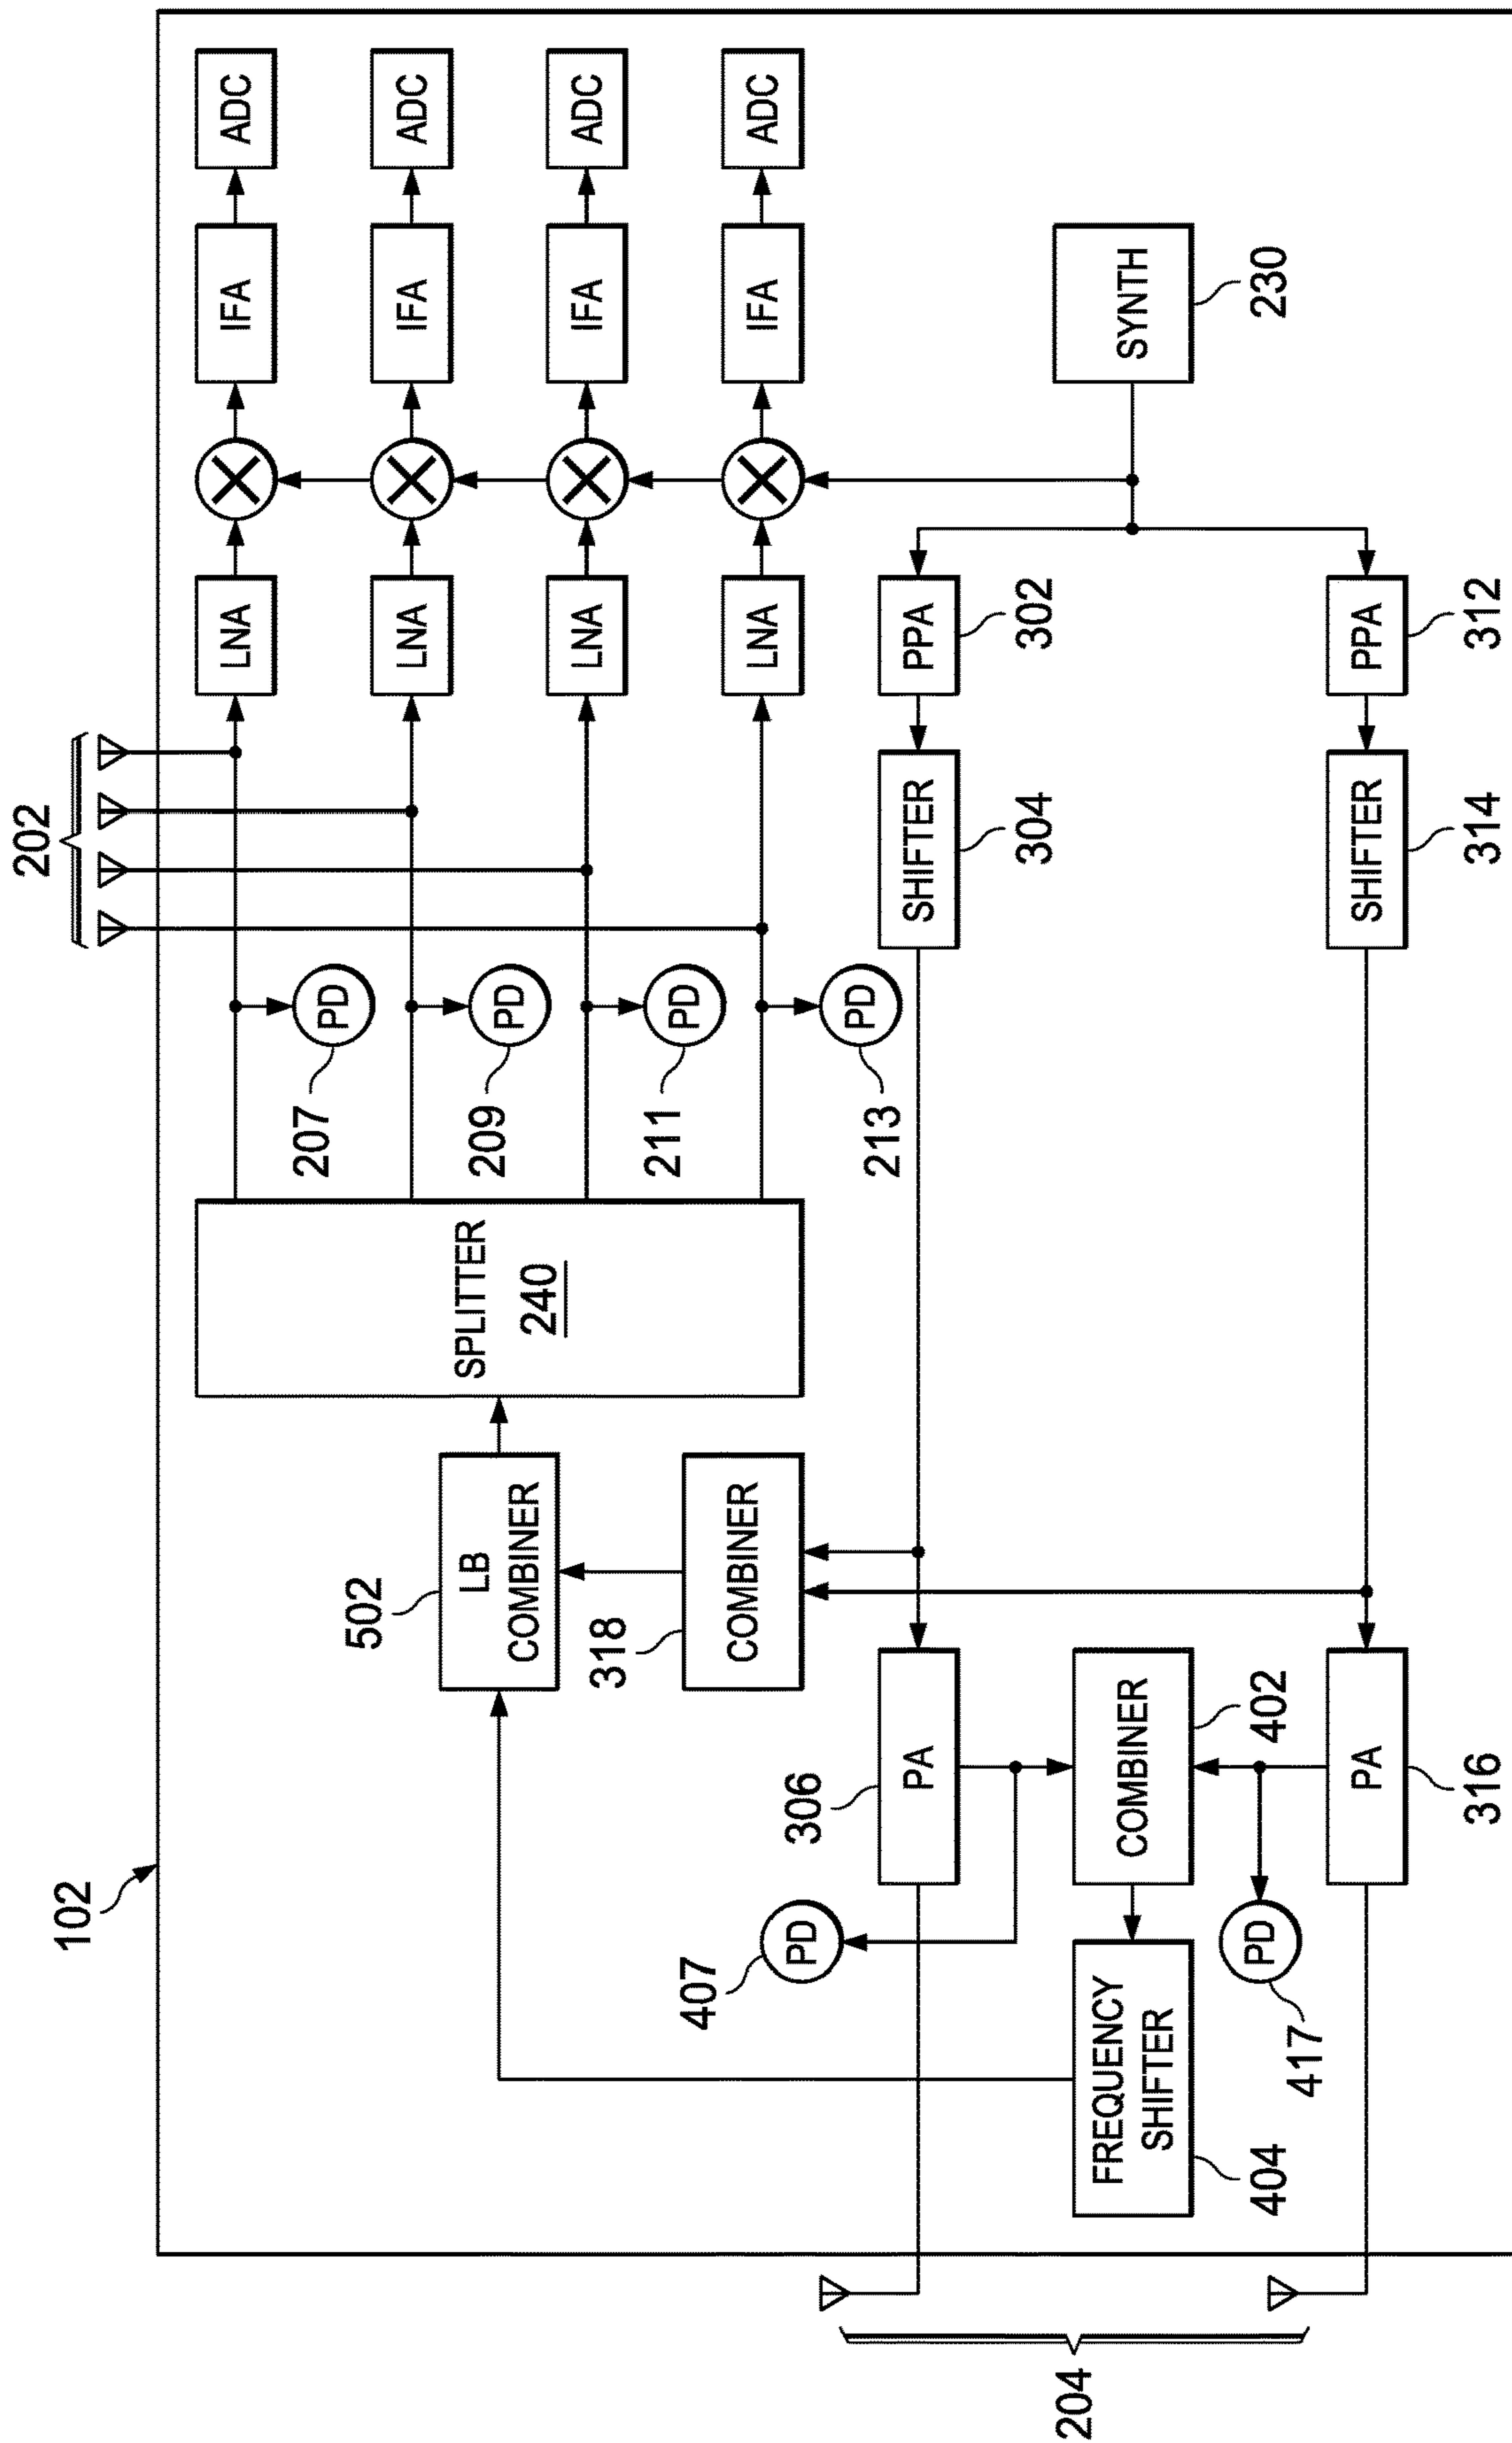 102
202
204
502
LB
COMBINER
318
COMBINER
SPLITTER
240
207
PD
209
PD
211
PD
213
PD
LNA
IFA
ADC
LNA
IFA
ADC
LNA
IFA
ADC
LNA
IFA
ADC
306
PA
SHIFTER
304
PPA
302
407
PD
COMBINER
402
SYNTH
230
FREQUENCY
SHIFTER
404
PD
417
PA
316
SHIFTER
314
PPA
312